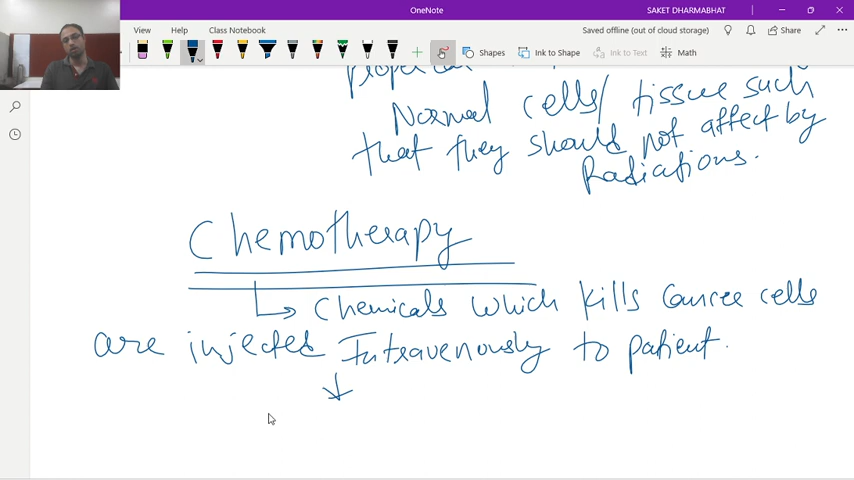 OneNote
SAKET DHARMABHAT
View Help Class Notebook
Saved offline (out of cloud storage) Share
Shapes Ink to Shape Ink to Text Math
Normal cells/ tissue such
that they should not affect by
Radiations.
Chemotherapy
Chemicals which kills cancer cells
are injected Intravenously to patient.